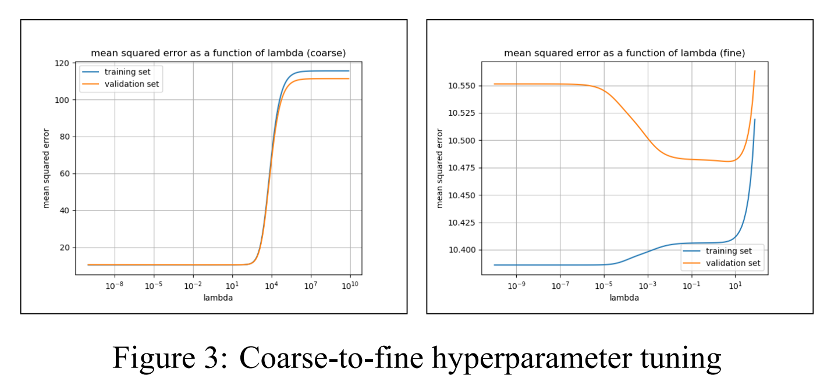 mean squared error as a function of lambda (coarse)
training set
validation set
mean squared error
120
100
80
60
40
20
10⁻⁸
10⁻⁵
10⁻²
10¹
10⁴
10⁷
10¹⁰
lambda
mean squared error as a function of lambda (fine)
mean squared error
10.550
10.525
10.500
10.475
10.450
10.425
10.400
training set
validation set
10⁻⁹
10⁻⁷
10⁻⁵
10⁻³
10⁻¹
10¹
lambda
Figure 3: Coarse-to-fine hyperparameter tuning